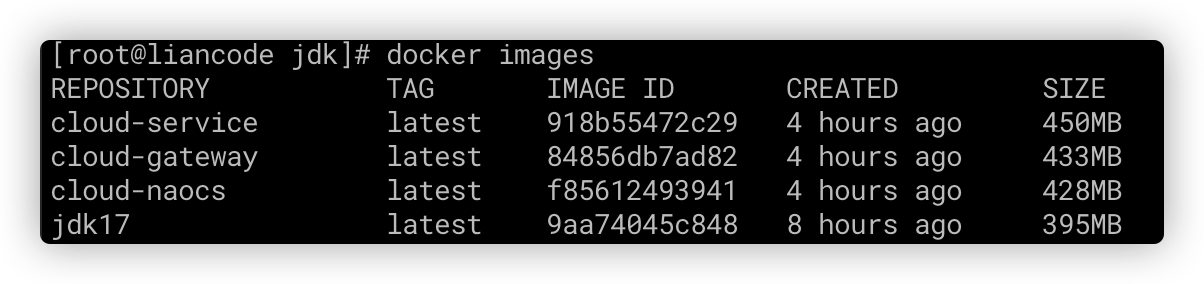 [root@liancode jdk]# docker images
REPOSITORY TAG IMAGE ID CREATED SIZE
cloud-service latest 918b55472c29 4 hours ago 450MB
cloud-gateway latest 84856db7ad82 4 hours ago 433MB
cloud-naocs latest f85612493941 4 hours ago 428MB
jdk17 latest 9aa74045c848 8 hours ago 395MB